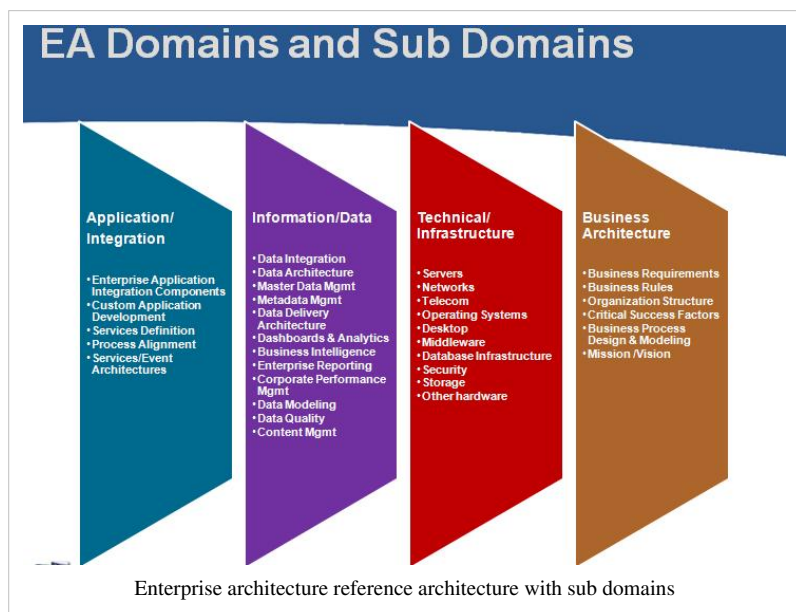 EA Domains and Sub Domains
Application/
Integration
•Enterprise Application
Integration Components
•Custom Application
Development
•Services Definition
•Process Alignment
•Services/Event
Architectures
Information/Data
•Data Integration
•Data Architecture
•Master Data Mgmt
•Metadata Mgmt
•Data Delivery
Architecture
•Dashboards & Analytics
•Business Intelligence
•Enterprise Reporting
•Corporate Performance
Mgmt
•Data Modeling
•Data Quality
•Content Mgmt
Technical/
Infrastructure
•Servers
•Networks
•Telecom
•Operating Systems
•Desktop
•Middleware
•Database Infrastructure
•Security
•Storage
•Other hardware
Business
Architecture
•Business Requirements
•Business Rules
•Organization Structure
•Critical Success Factors
•Business Process
Design & Modeling
•Mission /Vision
Enterprise architecture reference architecture with sub domains